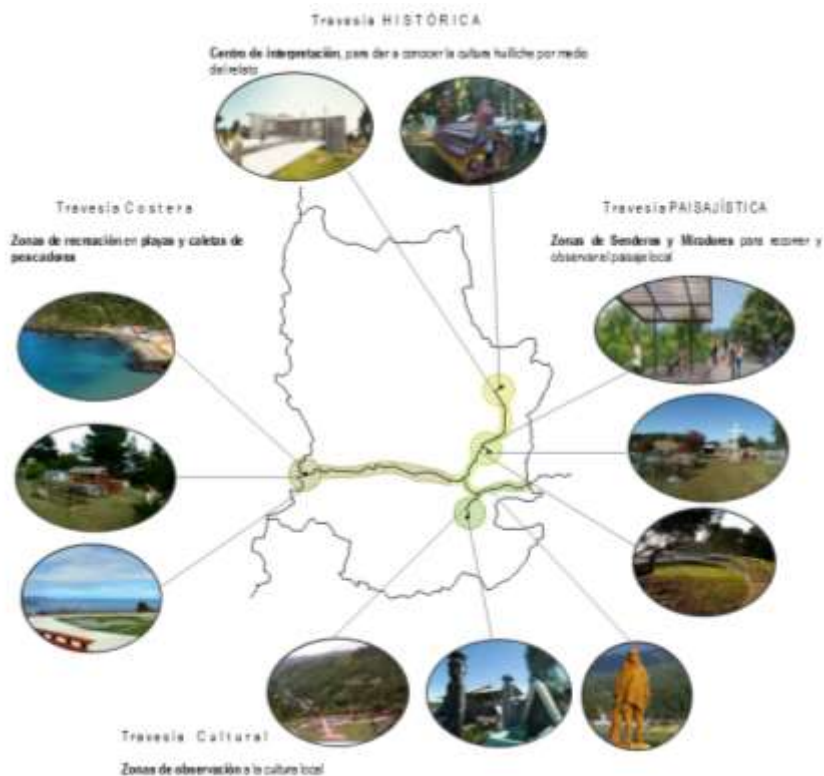 Travesía HISTÓRICA
Centro de interpretación, para dar a conocer la cultura huilliche por medio
del relato
Travesía Costera
Zonas de recreación en playas y caletas de
pescadores
Travesía PAISAJÍSTICA
Zonas de Senderos y Miradores para recorrer y
observar el paisaje local
Travesía Cultural
Zonas de observación a la cultura local